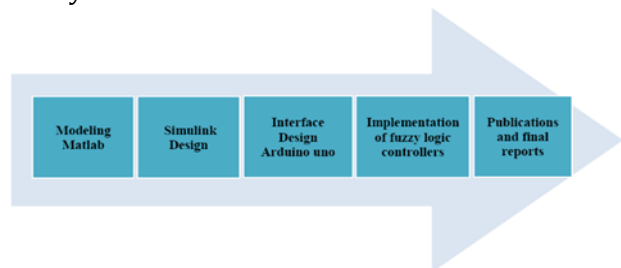 Modeling
Matlab
Simulink
Design
Interface
Design
Arduino uno
Implementation
of fuzzy logic
controllers
Publications
and final
reports